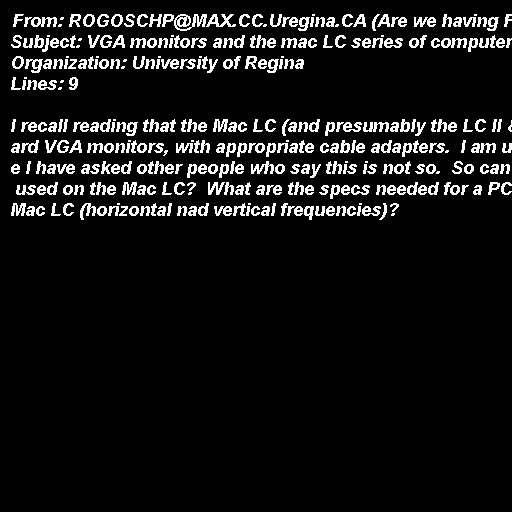 From: ROGOSCHP@MAX.CC.Uregina.CA (Are we having F
Subject: VGA monitors and the mac LC series of computer
Organization: University of Regina
Lines: 9

I recall reading that the Mac LC (and presumably the LC II &
ard VGA monitors, with appropriate cable adapters.  I am u
e I have asked other people who say this is not so.  So can
used on the Mac LC?  What are the specs needed for a PC
Mac LC (horizontal nad vertical frequencies)?